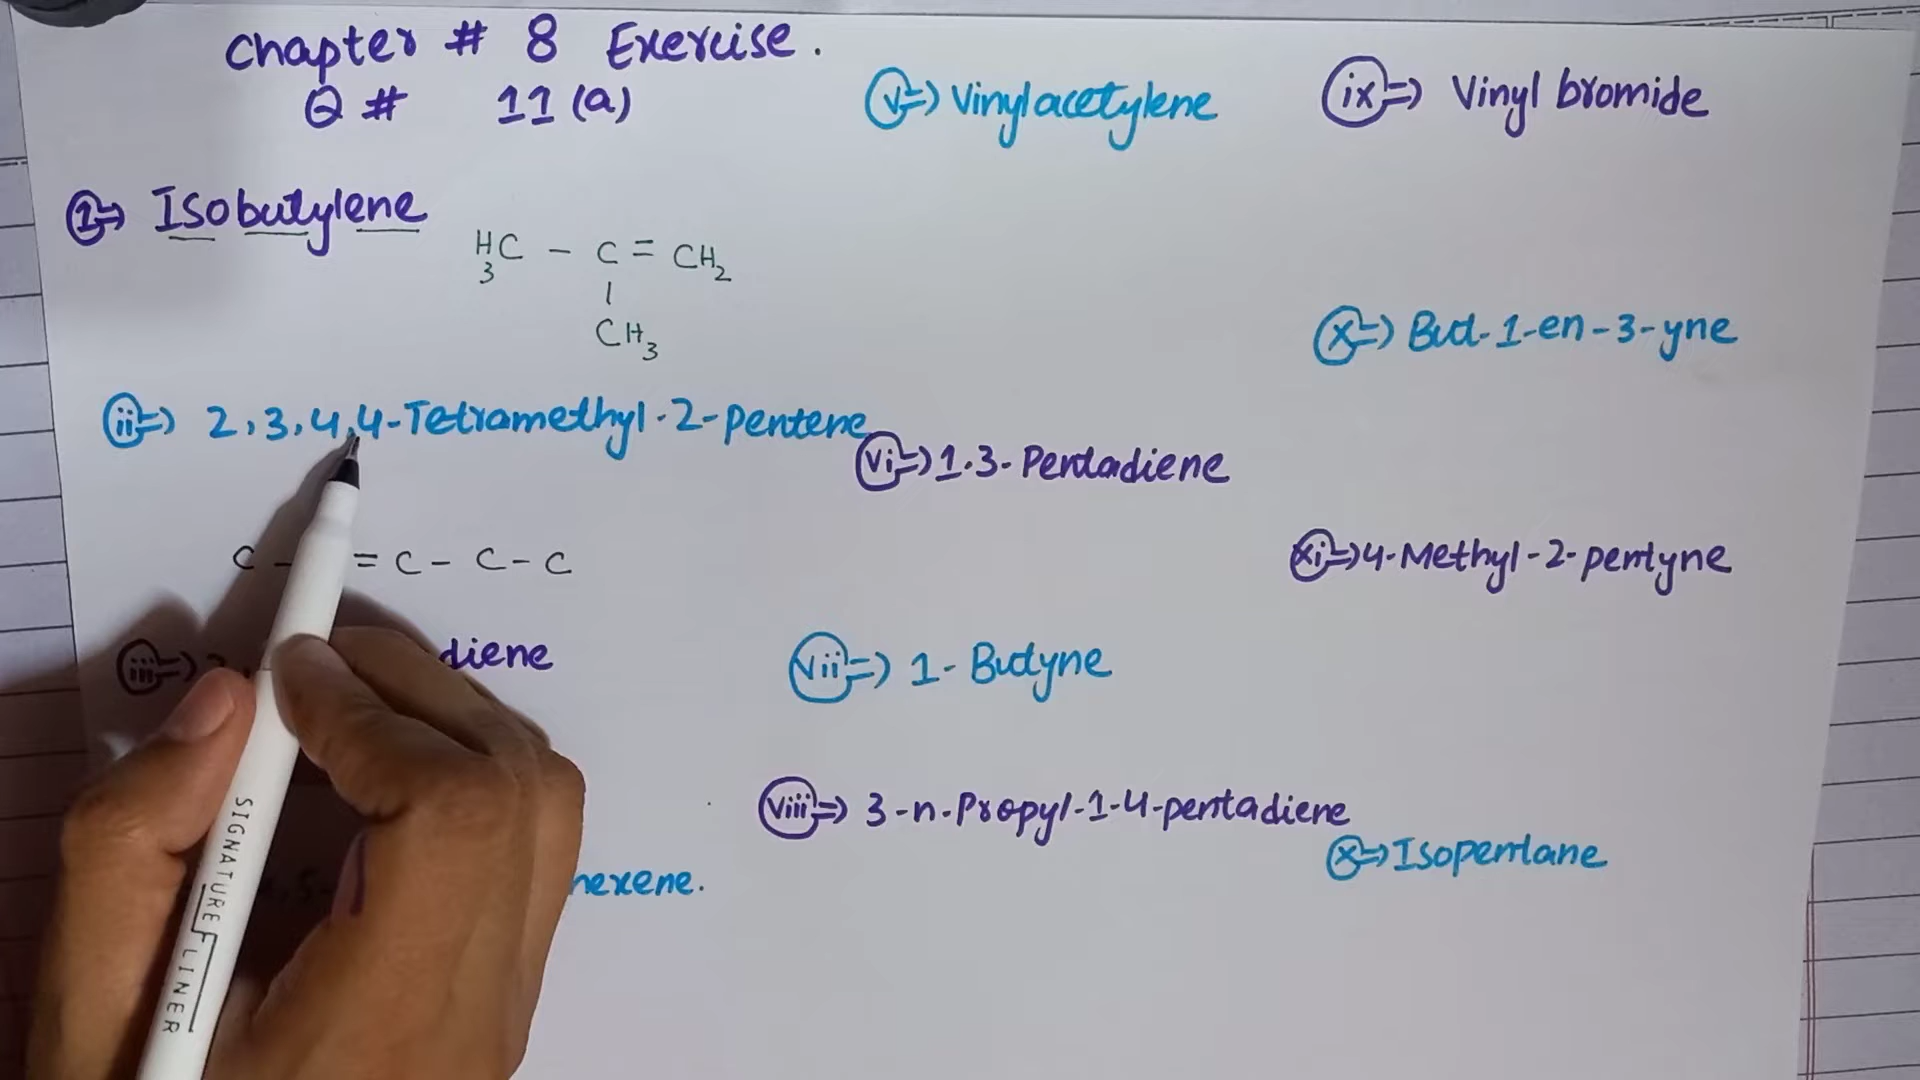 Chapter # 8 Exercise.
Q # 11 (a)
i => Isobutylene
H3C - C = CH2
CH3
ii => 2,3,4,4-Tetramethyl-2-pentene
C - = C - C - C
iii => diene
hexene.
v => Vinylacetylene
vi => 1.3-Pentadiene
vii => 1-Butyne
viii => 3-n-Propyl-1-4-pentadiene
ix => Vinyl bromide
x => But-1-en-3-yne
xi => 4-Methyl-2-pentyne
x => Isopentane
SIGNATURE FLINER